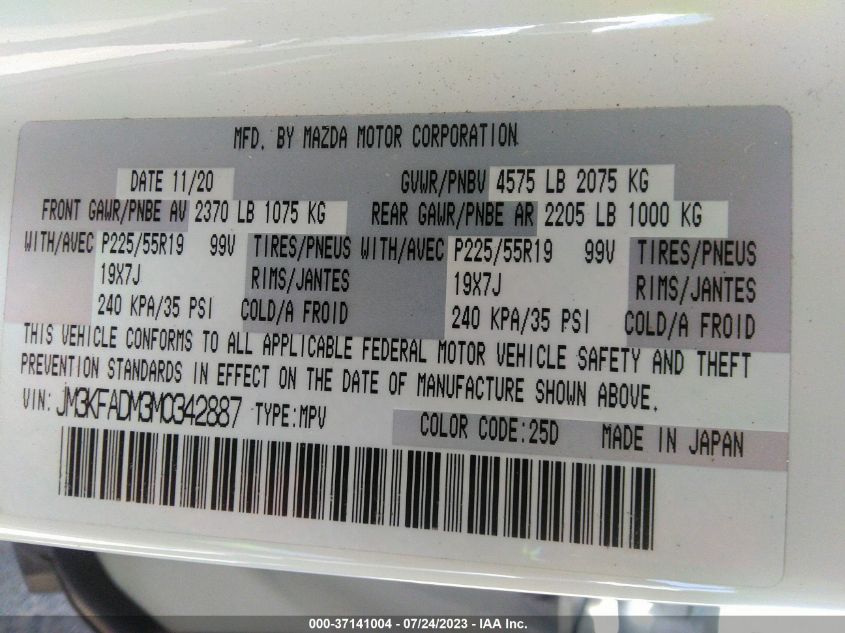 MFD. BY MAZDA MOTOR CORPORATION
DATE 11/20 GVWR/PNBV 4575 LB 2075 KG
FRONT GAWR/PNBE AV 2370 LB 1075 KG REAR GAWR/PNBE AR 2205 LB 1000 KG
WITH/AVEC P225/55R19 99V TIRES/PNEUS WITH/AVEC P225/55R19 99V TIRES/PNEUS
19X7J RIMS/JANTES 19X7J RIMS/JANTES
240 KPA/35 PSI COLD/A FROID 240 KPA/35 PSI COLD/A FROID
THIS VEHICLE CONFORMS TO ALL APPLICABLE FEDERAL MOTOR VEHICLE SAFETY AND THEFT
PREVENTION STANDARDS IN EFFECT ON THE DATE OF MANUFACTURE SHOWN ABOVE.
VIN: JM3KFADM3M0342887 TYPE:MPV COLOR CODE:25D MADE IN JAPAN
000-37141004 / 07/24/2023 - IAA Inc.